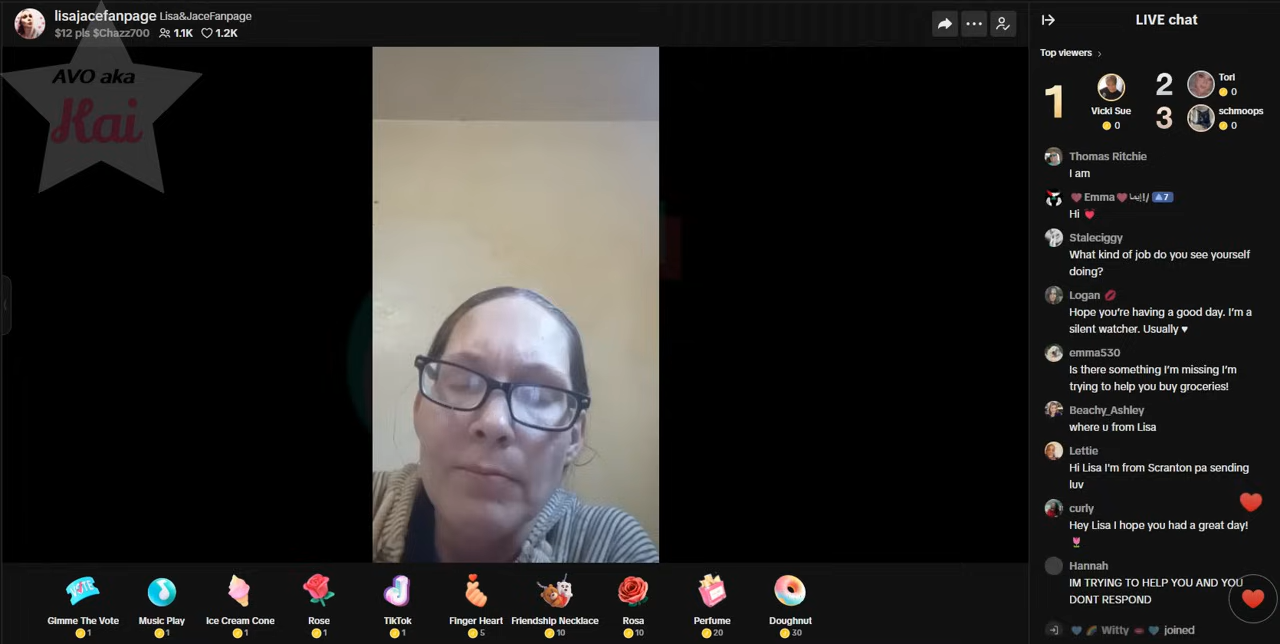 lisajacefanpage Lisa&JaceFanpage
$12 pls $Chazz700 1.1K 1.2K
AVO aka
Kai
LIVE chat
Top viewers >
1
Vicki Sue
0
2
Tori
0
3
schmoops
0
Thomas Ritchie
I am
Emma 7
Hi
Staleciggy
What kind of job do you see yourself
doing?
Logan
Hope you're having a good day. I'm a
silent watcher. Usually ♥
emma530
Is there something I'm missing I'm
trying to help you buy groceries!
Beachy_Ashley
where u from Lisa
Lettie
Hi Lisa I'm from Scranton pa sending
luv
curly
Hey Lisa I hope you had a great day!
Hannah
IM TRYING TO HELP YOU AND YOU
DONT RESPOND
Witty joined
VOTE
Gimme The Vote
1
Music Play
1
Ice Cream Cone
1
Rose
1
TikTok
1
Finger Heart
5
Friendship Necklace
10
Rosa
10
Perfume
20
Doughnut
30